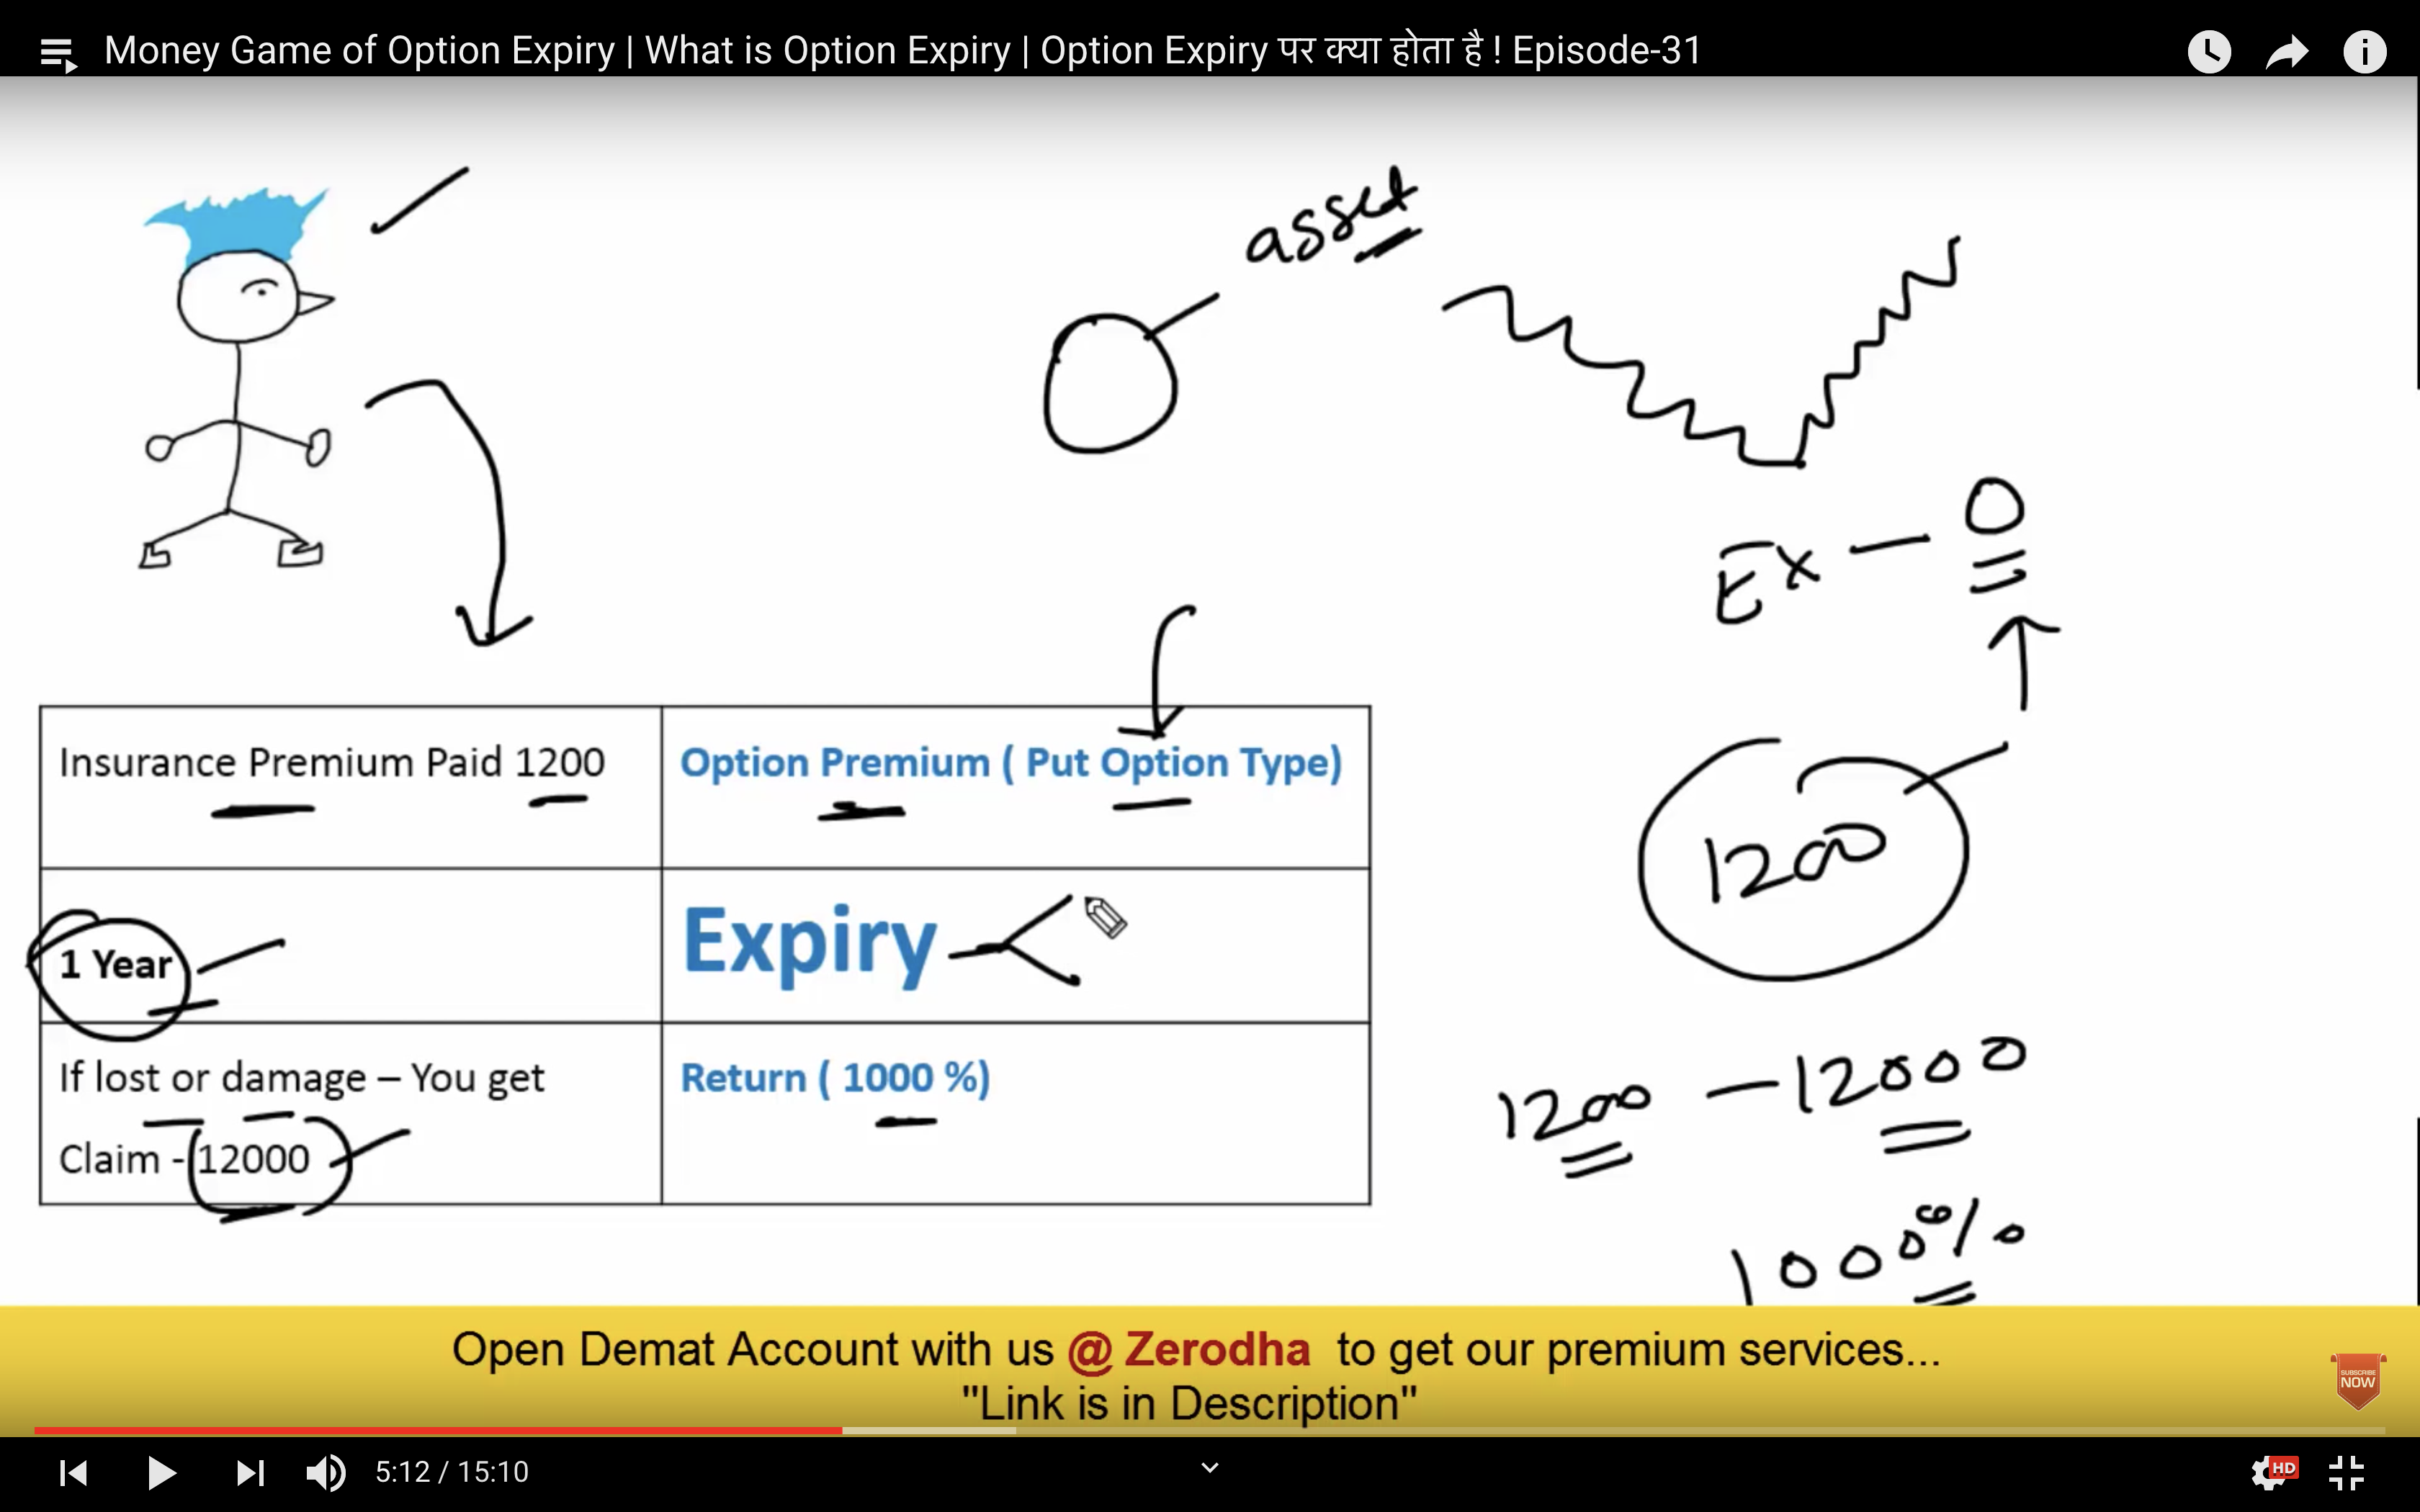 Money Game of Option Expiry | What is Option Expiry | Option Expiry पर क्या होता है ! Episode-31
asset
Ex - 0
Insurance Premium Paid 1200
Option Premium ( Put Option Type)
1200
1 Year
Expiry
If lost or damage – You get
Claim - 12000
Return ( 1000 %)
1200 - 12000
1000%
Open Demat Account with us @ Zerodha to get our premium services...
"Link is in Description"
SUBSCRIBE
NOW
5:12 / 15:10
HD